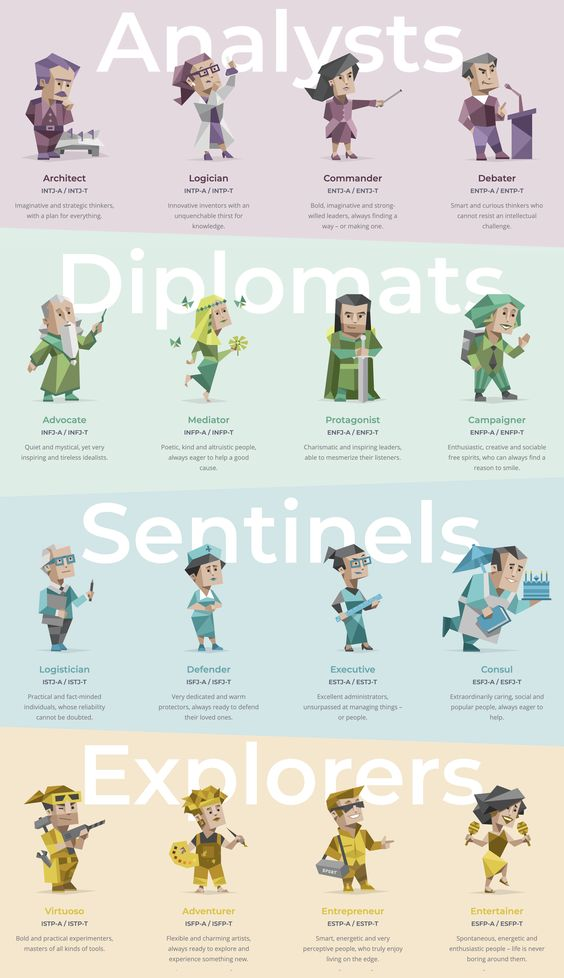 Analysts
Architect
INTJ-A / INTJ-T
Imaginative and strategic thinkers,
with a plan for everything.
Logician
INTP-A / INTP-T
Innovative inventors with an
unquenchable thirst for
knowledge.
Commander
ENTJ-A / ENTJ-T
Bold, imaginative and strong-
willed leaders, always finding a
way – or making one.
Debater
ENTP-A / ENTP-T
Smart and curious thinkers who
cannot resist an intellectual
challenge.
Diplomats
Advocate
INFJ-A / INFJ-T
Quiet and mystical, yet very
inspiring and tireless idealists.
Mediator
INFP-A / INFP-T
Poetic, kind and altruistic people,
always eager to help a good
cause.
Protagonist
ENFJ-A / ENFJ-T
Charismatic and inspiring leaders,
able to mesmerize their listeners.
Campaigner
ENFP-A / ENFP-T
Enthusiastic, creative and sociable
free spirits, who can always find a
reason to smile.
Sentinels
Logistician
ISTJ-A / ISTJ-T
Practical and fact-minded
individuals, whose reliability
cannot be doubted.
Defender
ISFJ-A / ISFJ-T
Very dedicated and warm
protectors, always ready to defend
their loved ones.
Executive
ESTJ-A / ESTJ-T
Excellent administrators,
unsurpassed at managing things –
or people.
Consul
ESFJ-A / ESFJ-T
Extraordinarily caring, social and
popular people, always eager to
help.
Explorers
Virtuoso
ISTP-A / ISTP-T
Bold and practical experimenters,
masters of all kinds of tools.
Adventurer
ISFP-A / ISFP-T
Flexible and charming artists,
always ready to explore and
experience something new.
SPORT
Entrepreneur
ESTP-A / ESTP-T
Smart, energetic and very
perceptive people, who truly enjoy
living on the edge.
Entertainer
ESFP-A / ESFP-T
Spontaneous, energetic and
enthusiastic people – life is never
boring around them.